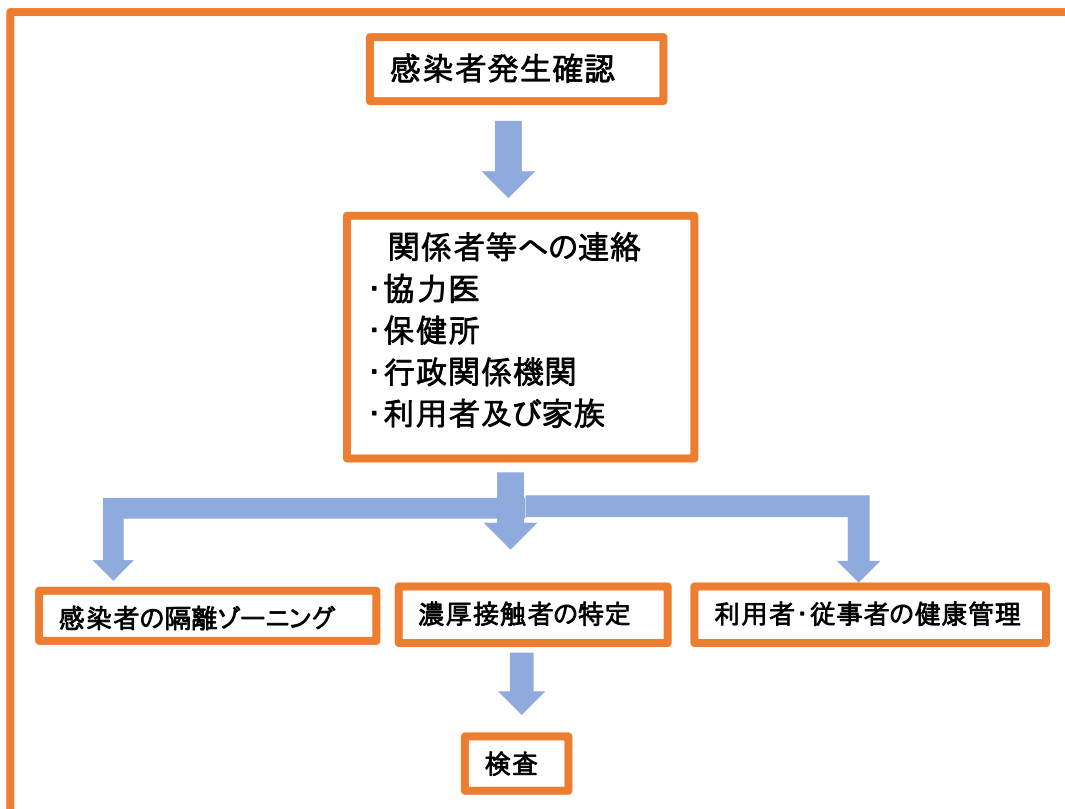 感染者発生確認
関係者等への連絡
・協力医
・保健所
・行政関係機関
・利用者及び家族
感染者の隔離ゾーニング
濃厚接触者の特定
利用者・従事者の健康管理
検査